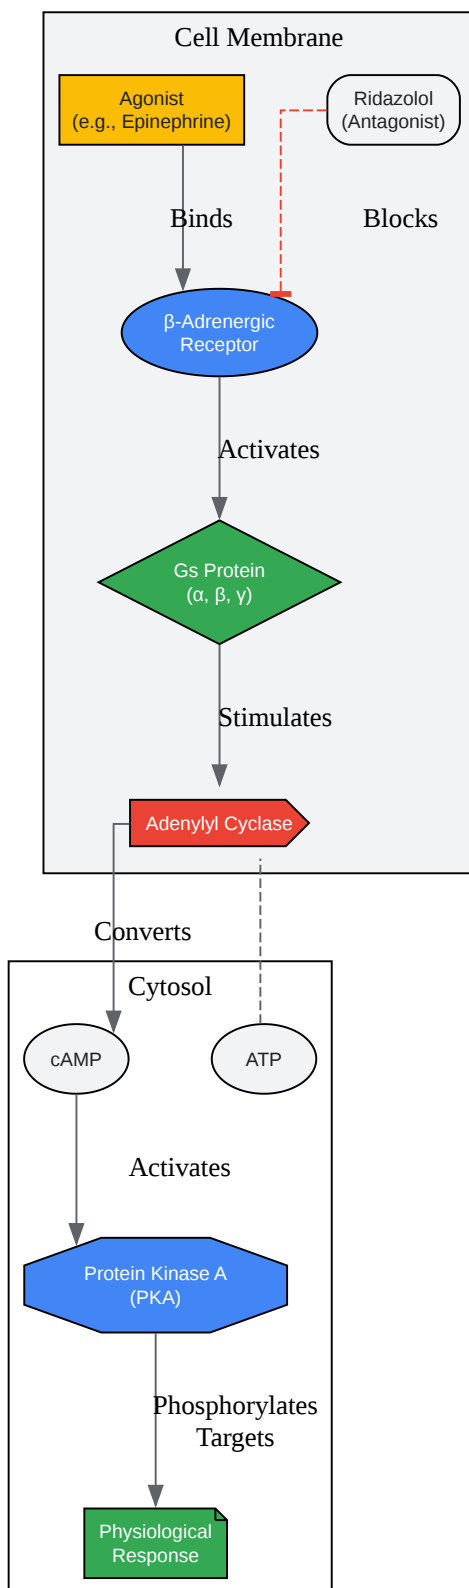 Cell Membrane
Agonist
(e.g., Epinephrine)
Ridazolol
(Antagonist)
Binds
Blocks
β-Adrenergic
Receptor
Activates
Gs Protein
(α, β, γ)
Stimulates
Adenylyl Cyclase
Converts
Cytosol
cAMP
ATP
Activates
Protein Kinase A
(PKA)
Phosphorylates
Targets
Physiological
Response